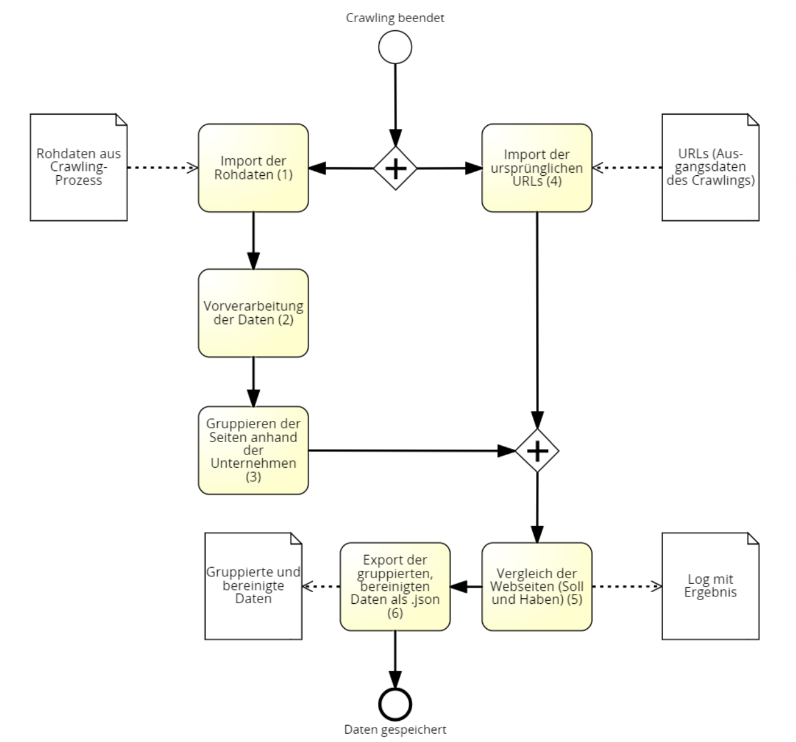 Crawling beendet
Rohdaten aus
Crawling-
Prozess
Import der
Rohdaten (1)
Import der
ursprünglichen
URLs (4)
URLs (Aus-
gangsdaten
des Crawlings)
Vorverarbeitung
der Daten (2)
Gruppieren der
Seiten anhand
der
Unternehmen
(3)
Gruppierte und
bereinigte
Daten
Export der
gruppierten,
bereinigten
Daten als .json
(6)
Vergleich der
Webseiten (Soll
und Haben) (5)
Log mit
Ergebnis
Daten gespeichert